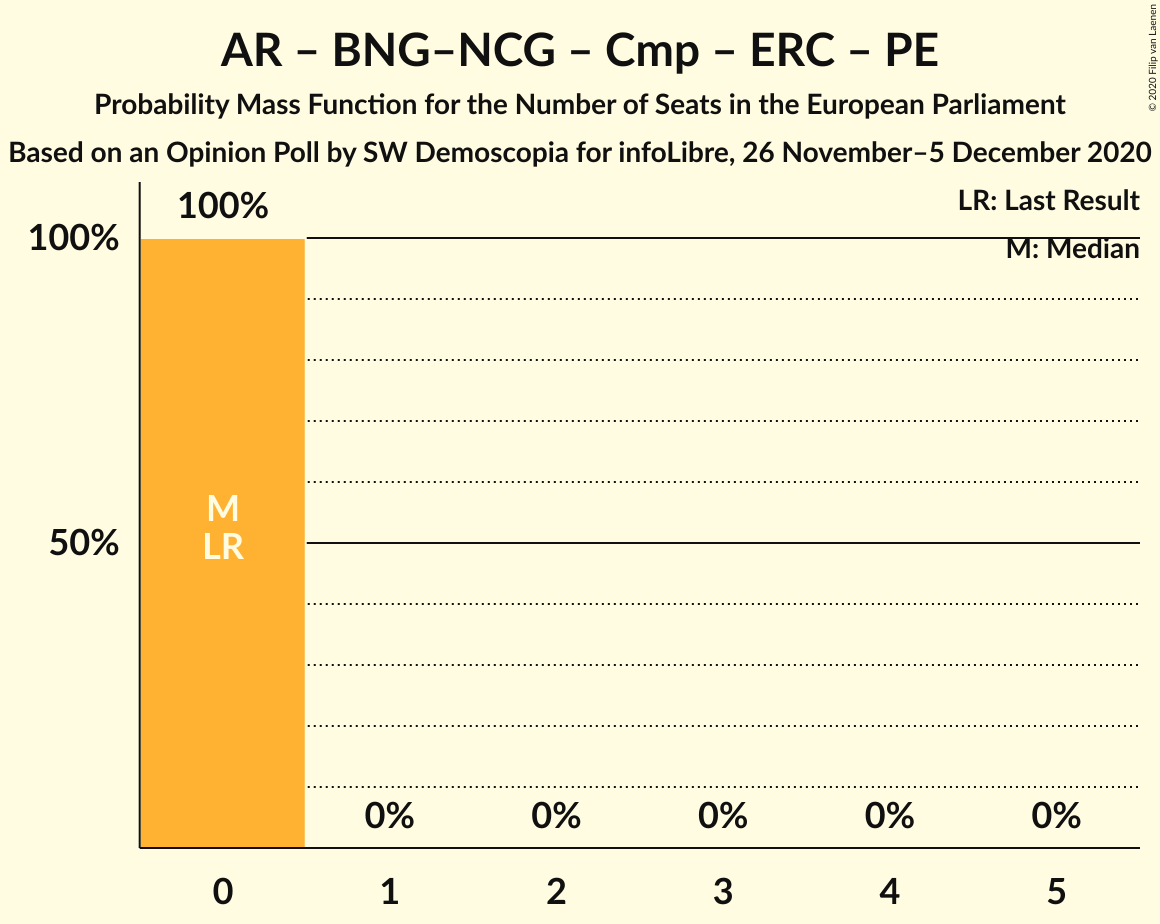 AR – BNG–NCG – Cmp – ERC – PE
Probability Mass Function for the Number of Seats in the European Parliament
Based on an Opinion Poll by SW Demoscopia for infoLibre, 26 November–5 December 2020
© 2020 Filip van Laenen
LR: Last Result
M: Median
100%
100%
50%
M
LR
0% 0% 0% 0% 0%
0 1 2 3 4 5